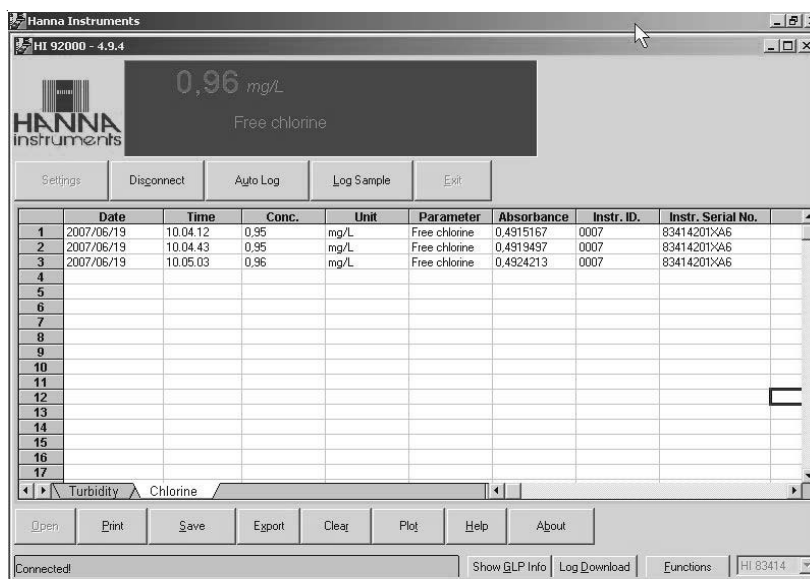 Hanna Instruments
HI 92000 - 4.9.4
HANNA
instruments
0,96 mg/L
Free chlorine
Settings Disconnect Auto Log Log Sample Exit
Date Time Conc. Unit Parameter Absorbance Instr. ID. Instr. Serial No.
1 2007/06/19 10.04.12 0,95 mg/L Free chlorine 0,4915167 0007 83414201XA6
2 2007/06/19 10.04.43 0,95 mg/L Free chlorine 0,4919497 0007 83414201XA6
3 2007/06/19 10.05.03 0,96 mg/L Free chlorine 0,4924213 0007 83414201XA6
4
5
6
7
8
9
10
11
12
13
14
15
16
17
Turbidity Chlorine
Open Print Save Export Clear Plot Help About
Connected! Show GLP Info Log Download Functions HI 83414